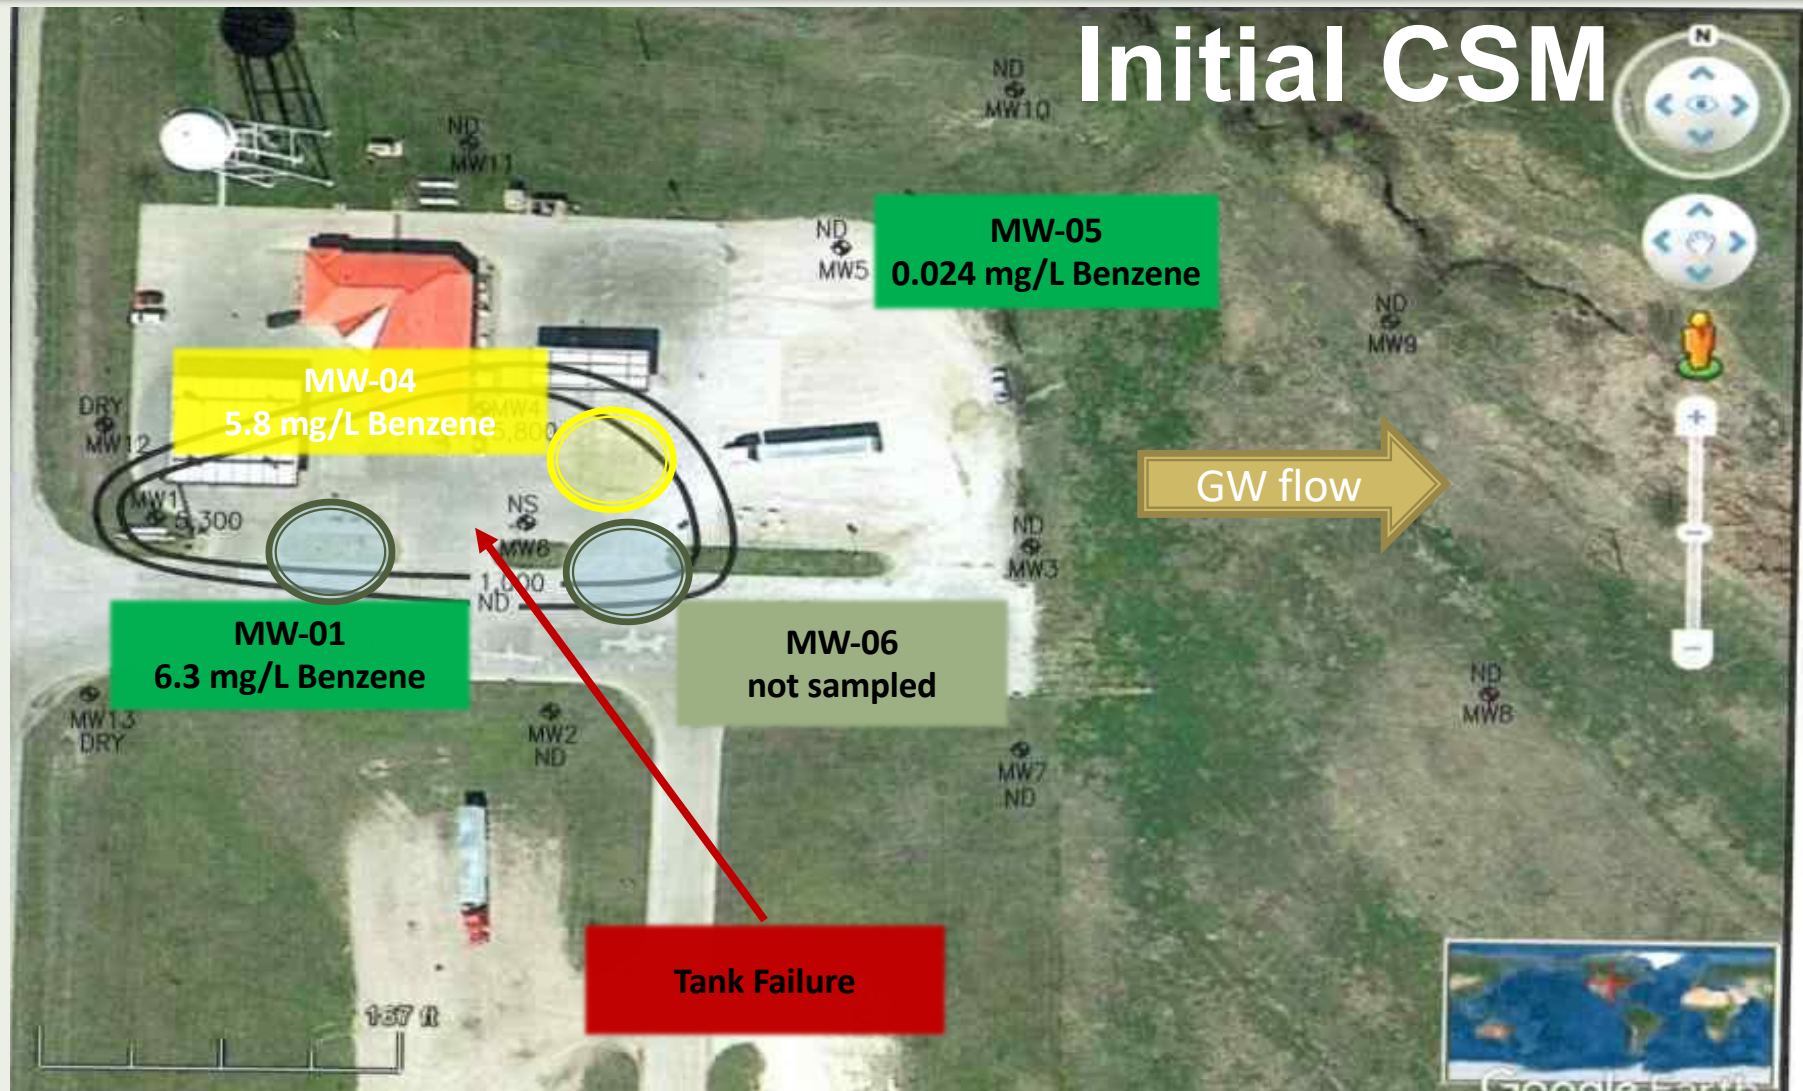 Initial CSM
N
ND
MW10
ND
MW11
ND
MW5
MW-05
0.024 mg/L Benzene
ND
MW9
MW-04
5.8 mg/L Benzene
MW4
5,800
DRY
MW12
GW flow
MW1
NS
MW6
ND
MW3
1,000
ND
MW-01
6.3 mg/L Benzene
MW-06
not sampled
MW13
DRY
MW2
ND
ND
MW8
MW7
ND
Tank Failure